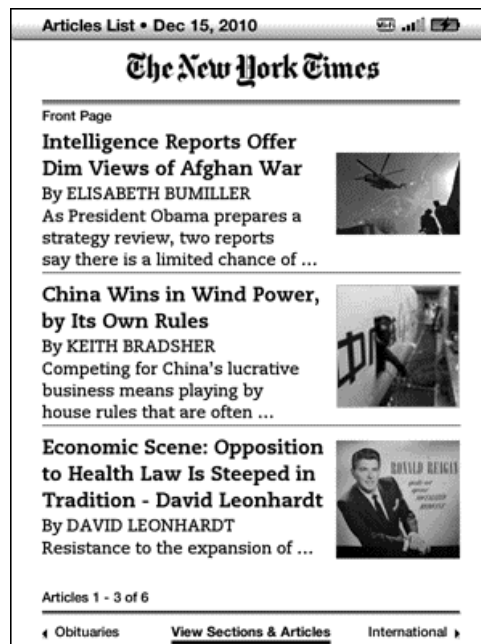 Articles List • Dec 15, 2010
Wi-Fi
The New York Times
Front Page
Intelligence Reports Offer
Dim Views of Afghan War
By ELISABETH BUMILLER
As President Obama prepares a
strategy review, two reports
say there is a limited chance of ...
China Wins in Wind Power,
by Its Own Rules
By KEITH BRADSHER
Competing for China's lucrative
business means playing by
house rules that are often ...
Economic Scene: Opposition
to Health Law Is Steeped in
Tradition - David Leonhardt
By DAVID LEONHARDT
Resistance to the expansion of ...
RONALD REAGAN
Articles 1 - 3 of 6
Obituaries
View Sections & Articles
International